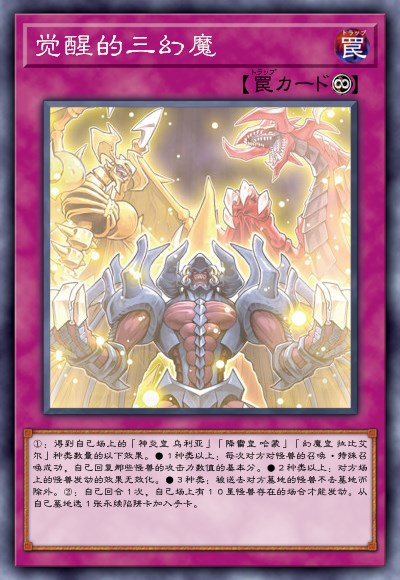 觉醒的三幻魔
トラップ
罠
トラップ
【罠カード】
①：得到自己场上的「神炎皇 乌利亚」「降雷皇 哈蒙」「幻魔皇 拉比艾
尔」种类数量的以下效果。●1种类以上：每次对方对怪兽的召唤·特殊召
唤成功，自己回复那些怪兽的攻击力数值的基本分。●2种类以上：对方场
上的怪兽发动的效果无效化。●3种类：被送去对方墓地的怪兽不去墓地而
除外。②：自己回合1次，自己场上有10星怪兽存在的场合才能发动。从
自己墓地选1张永续陷阱卡加入手卡。